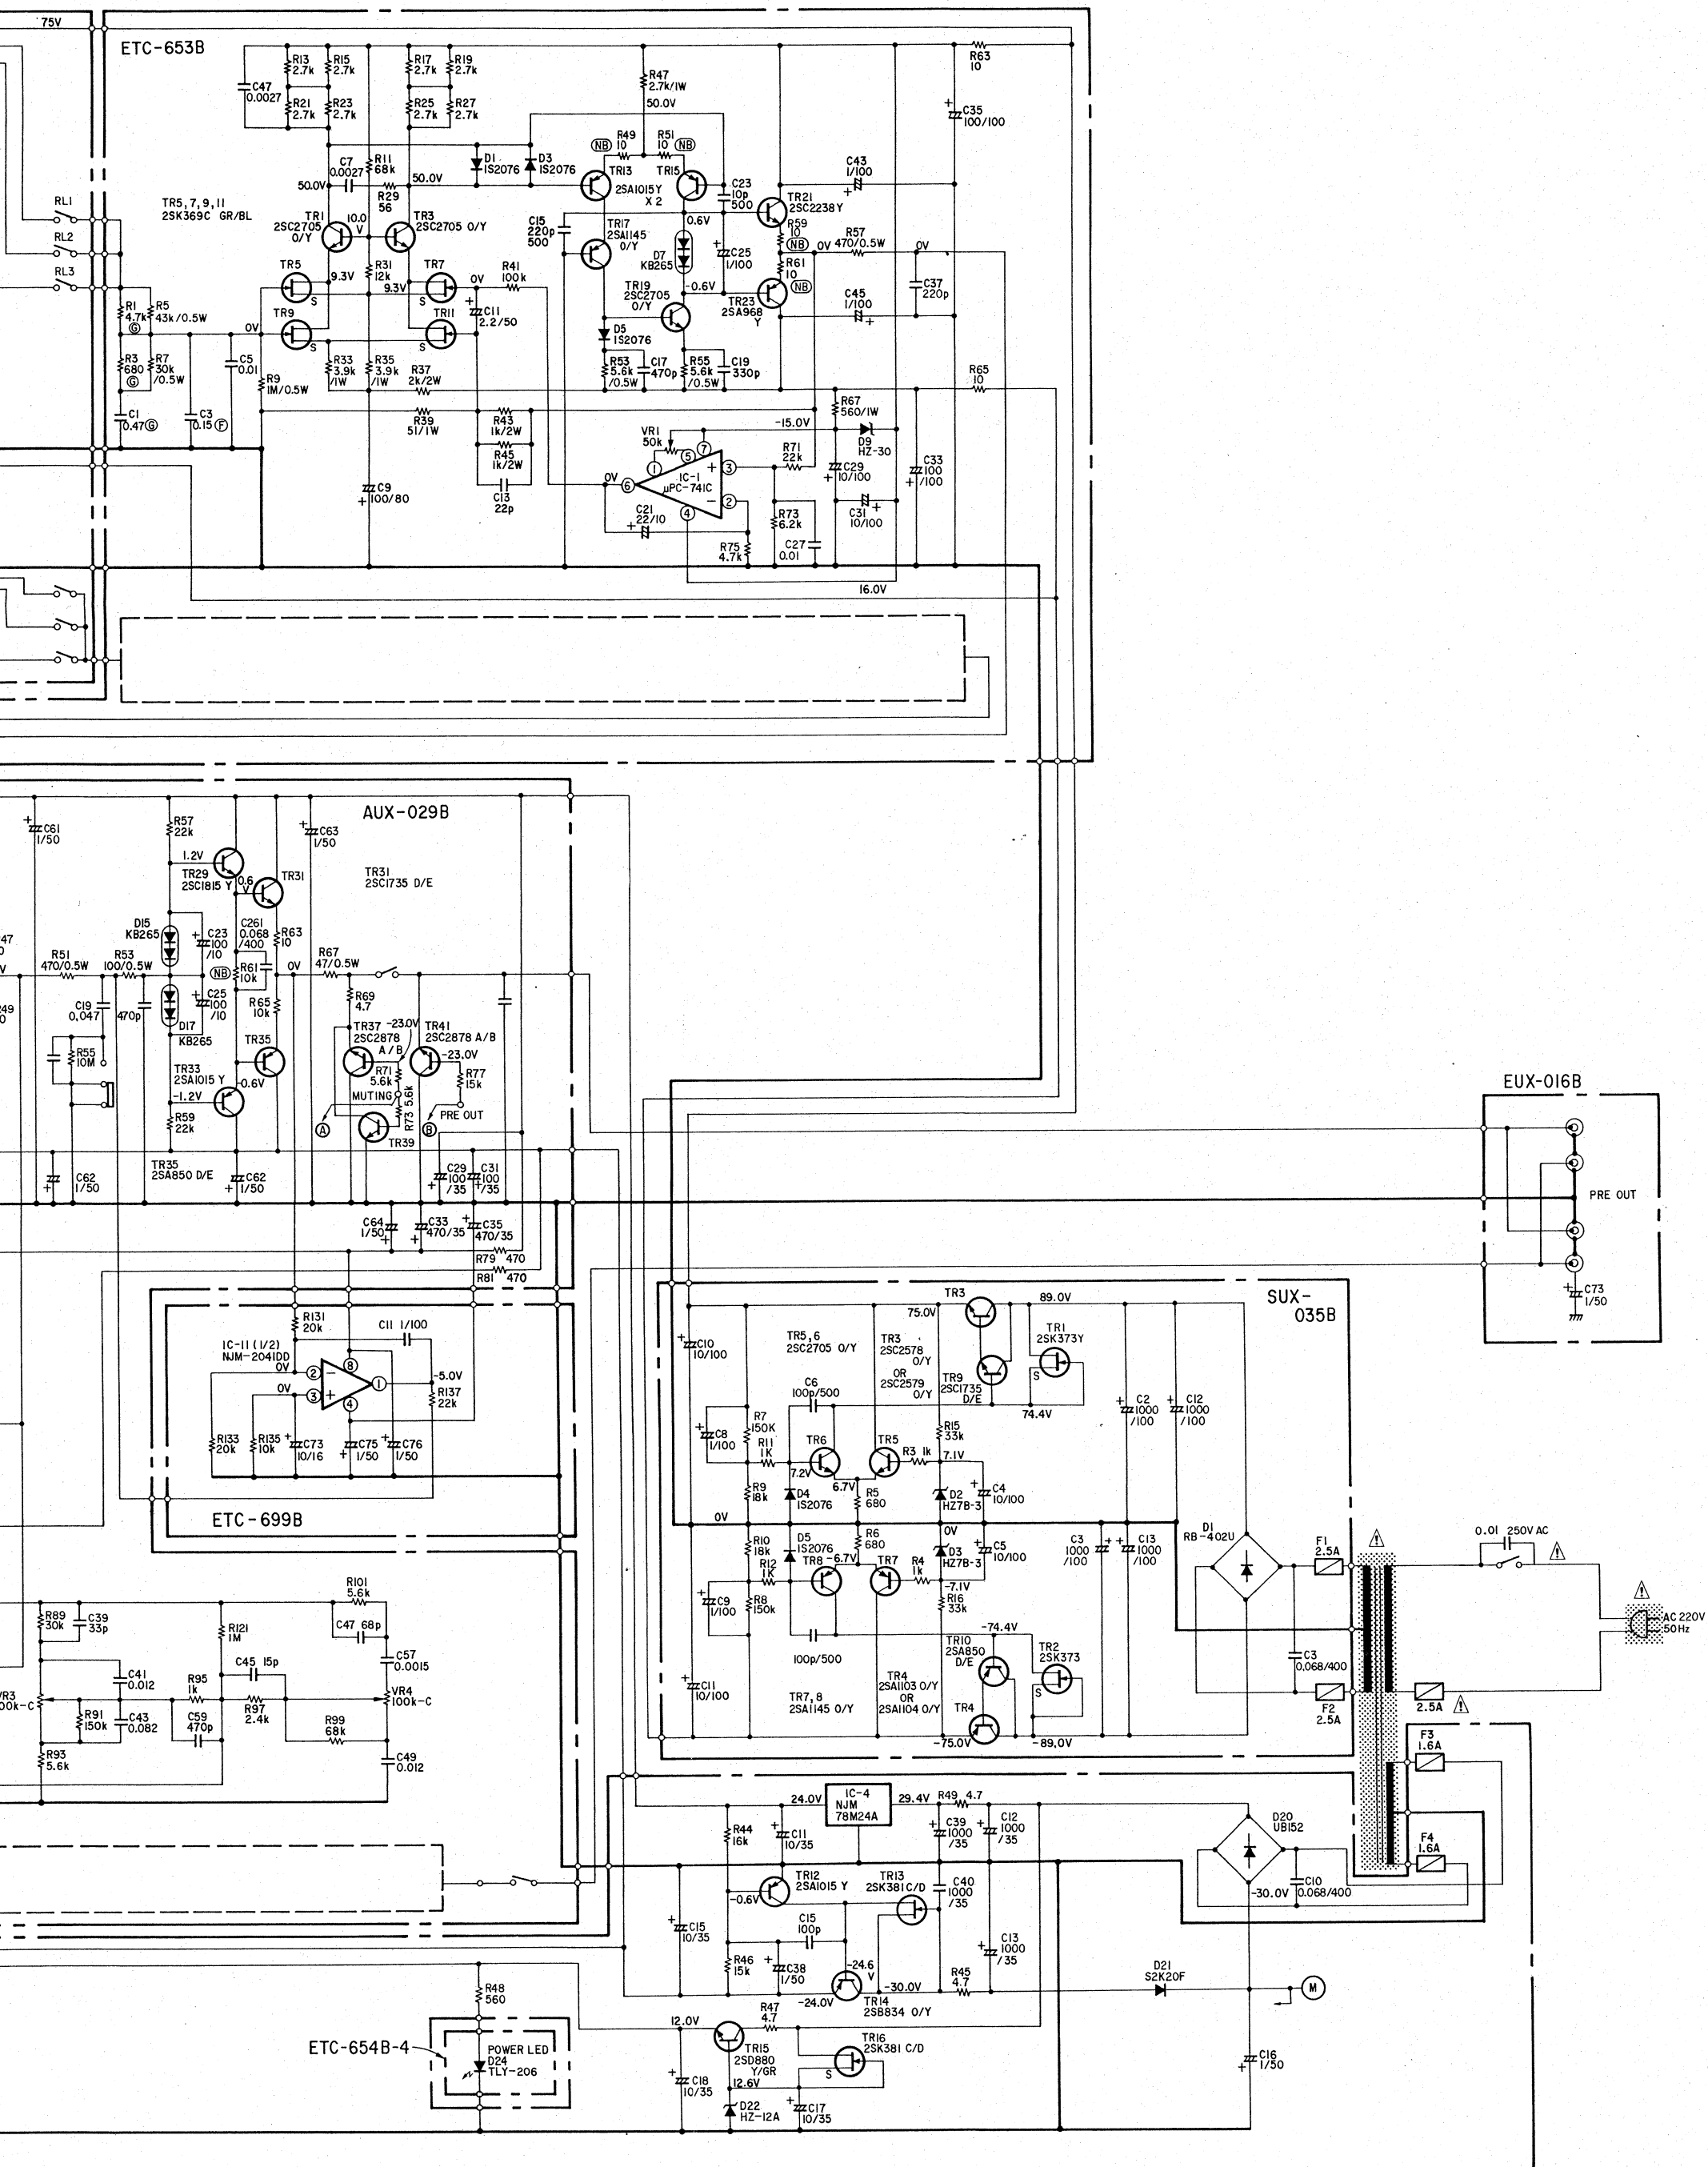 75V
ETC-653B
R13
2.7k
R15
2.7k
R17
2.7k
R19
2.7k
C47
0.0027
R21
2.7k
R23
2.7k
R25
2.7k
R27
2.7k
R47
2.7k/1W
50.0V
R63
10
C35
100/100
C7
0.0027
R11
68k
50.0V
50.0V
R29
56
D1
1S2076
D3
1S2076
NB
R49
10
R51
10
NB
TR13
2SA1015Y
X 2
TR15
C23
10p
500
C43
1/100
TR21
2SC2238Y
RL1
RL2
RL3
TR5, 7, 9, 11
2SK369C GR/BL
TR1
2SC2705
O/Y
10.0
V
TR3
2SC2705 O/Y
C15
220p
500
TR17
2SA1145
O/Y
0.6V
D7
KB265
C25
1/100
R59
10
NB
0V
R57
470/0.5W
0V
R61
10
NB
TR5
9.3V
R31
12k
9.3V
TR7
0V
R41
100k
S
S
TR19
2SC2705
O/Y
-0.6V
TR23
2SA968
Y
C45
1/100
C37
220p
R1
4.7k
G
R5
43k/0.5W
0V
TR9
TR11
C11
2.2/50
S
S
D5
1S2076
R3
680
G
R7
30k
/0.5W
C5
0.01
R9
1M/0.5W
R33
3.9k
/1W
R35
3.9k
/1W
R37
2k/2W
R53
5.6k
/0.5W
C17
470p
R55
5.6k
/0.5W
C19
330p
R65
10
C1
0.47 G
C3
0.15 F
R39
51/1W
R43
1k/2W
R45
1k/2W
C13
22p
VR1
50k
-15.0V
R67
560/1W
D9
HZ-30
R71
22k
C29
10/100
C33
100
/100
1
5
7
3
IC-1
μPC-741C
2
4
0V
6
C9
100/80
C21
22/10
R75
4.7k
R73
6.2k
C27
0.01
C31
10/100
16.0V
C61
1/50
R57
22k
C63
1/50
AUX-029B
1.2V
TR29
2SC1815 Y
0.6
V
TR31
TR31
2SC1735 D/E
D15
KB265
C23
100
/10
C261
0.068
/400
R63
10
R51
470/0.5W
R53
100/0.5W
NB
R61
10k
0V
R67
47/0.5W
C19
0.047
470p
C25
100
/10
R65
10k
R69
4.7
D17
KB265
TR37
2SC2878
A/B
-23.0V
TR41
2SC2878 A/B
R55
10M
TR35
TR33
2SA1015 Y
-0.6V
-23.0V
R71
5.6k
R77
15k
MUTING
R73 5.6k
PRE OUT
-1.2V
R59
22k
A
B
TR39
TR35
2SA850 D/E
C62
1/50
C62
1/50
C29
100
/35
C31
100
/35
C64
1/50
C33
470/35
C35
470/35
R79 470
R81 470
EUX-016B
PRE OUT
C73
1/50
R131
20k
C11 1/100
IC-11 (1/2)
NJM-2041DD
0V
2
8
1
-5.0V
0V
3
4
R137
22k
R133
20k
R135
10k
C73
10/16
C75
1/50
C76
1/50
ETC-699B
SUX-
035B
C10
10/100
TR3
75.0V
89.0V
TR5, 6
2SC2705 O/Y
TR3
2SC2578
O/Y
OR
2SC2579
O/Y
TR9
2SC1735
D/E
TR1
2SK373Y
S
74.4V
C6
100p/500
C2
1000
/100
C12
1000
/100
C8
1/100
R7
150K
R11
1K
TR6
TR5
R15
33k
R3 1k
7.1V
7.2V
6.7V
R9
18k
D4
1S2076
R5
680
D2
HZ7B-3
C4
10/100
0V
0V
R10
18k
D5
1S2076
R6
680
D3
HZ7B-3
C5
10/100
C3
1000
/100
C13
1000
/100
D1
RB-402U
F1
2.5A
0.01 250V AC
R12
1K
TR8
-6.7V
TR7
R4
1k
-7.1V
C9
1/100
R8
150k
R16
33k
AC 220V
50Hz
-74.4V
TR10
2SA850
D/E
TR2
2SK373
S
100p/500
C11
10/100
TR7, 8
2SA1145 O/Y
TR4
2SA1103 O/Y
OR
2SA1104 O/Y
TR4
-75.0V
-89.0V
C3
0.068/400
F2
2.5A
2.5A
R101
5.6k
R89
30k
C39
33p
R121
1M
C47 68p
C57
0.0015
C41
0.012
C45 15p
R95
1k
VR4
100k-C
R91
150k
C43
0.082
R97
2.4k
C59
470p
R99
68k
C49
0.012
R93
5.6k
F3
1.6A
F4
1.6A
24.0V
IC-4
NJM
78M24A
29.4V
R49 4.7
R44
16k
C11
10/35
C39
1000
/35
C12
1000
/35
D20
UB152
TR12
2SA1015 Y
TR13
2SK381 C/D
C40
1000
/35
-0.6V
-30.0V
C10
0.068/400
C15
10/35
C15
100p
C13
1000
/35
R46
15k
C38
1/50
-24.6
V
-30.0V
R45
4.7
D21
S2K20F
M
-24.0V
TR14
2SB834 O/Y
R48
560
ETC-654B-4
POWER LED
D24
TLY-206
12.0V
R47
4.7
TR15
2SD880
Y/GR
TR16
2SK381 C/D
S
12.6V
C18
10/35
D22
HZ-12A
C17
10/35
C16
1/50